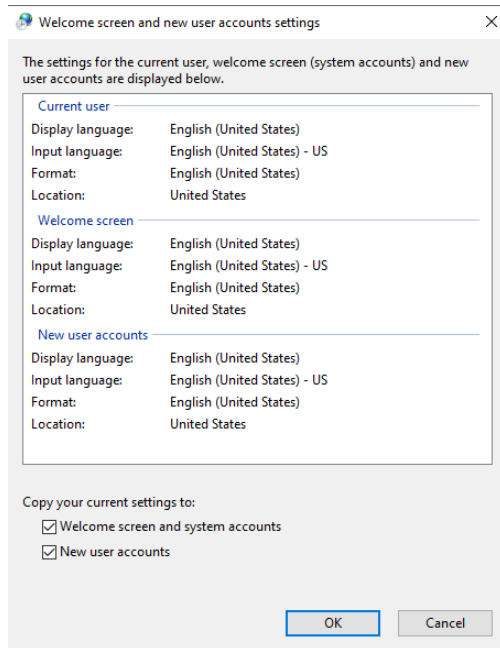 Welcome screen and new user accounts settings
The settings for the current user, welcome screen (system accounts) and new
user accounts are displayed below.
Current user
Display language: English (United States)
Input language: English (United States) - US
Format: English (United States)
Location: United States
Welcome screen
Display language: English (United States)
Input language: English (United States) - US
Format: English (United States)
Location: United States
New user accounts
Display language: English (United States)
Input language: English (United States) - US
Format: English (United States)
Location: United States
Copy your current settings to:
Welcome screen and system accounts
New user accounts
OK Cancel